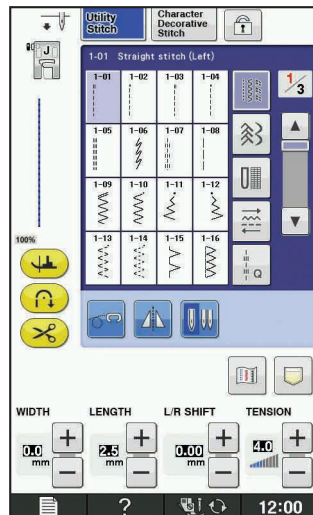 Utility Stitch
Character Decorative Stitch
J
1-01 Straight stitch (Left)
1-01 1-02 1-03 1-04
1/3
1-05 1-06 1-07 1-08
1-09 1-10 1-11 1-12
1-13 1-14 1-15 1-16
Q
100%
WIDTH LENGTH L/R SHIFT TENSION
0.0 mm + − 2.5 mm + − 0.00 mm + − 4.0 + −
? 12:00